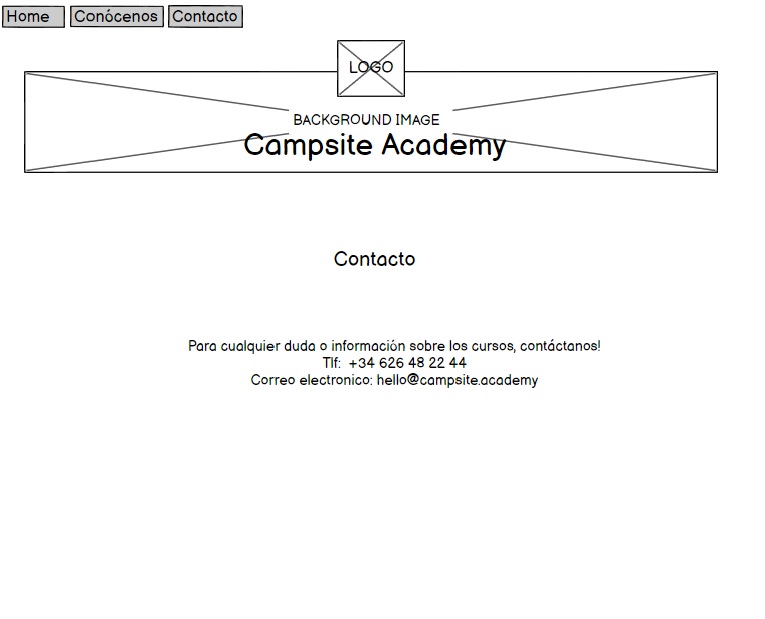 Home Conócenos Contacto
LOGO
BACKGROUND IMAGE
Campsite Academy
Contacto
Para cualquier duda o información sobre los cursos, contáctanos!
Tlf: +34 626 48 22 44
Correo electronico: hello@campsite.academy